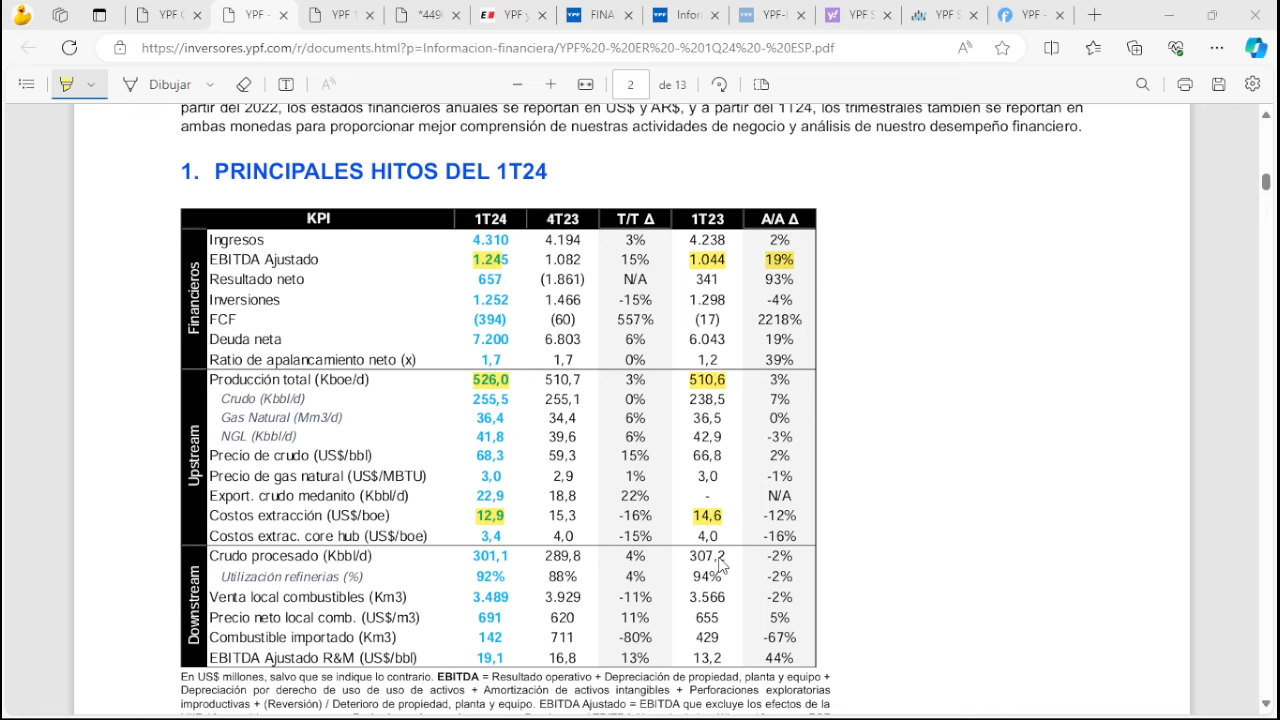 YPF
YPF -
YPF 1
*449
YPF y
FINA
Infor
YPF-I
YPF S
YPF S
YPF -
https://inversores.ypf.com/r/documents.html?p=Informacion-financiera/YPF%20-%20ER%20-%201Q24%20-%20ESP.pdf
Dibujar 2 de 13
partir del 2022, los estados financieros anuales se reportan en US$ y AR$, y a partir del 1T24, los trimestrales también se reportan en
ambas monedas para proporcionar mejor comprensión de nuestras actividades de negocio y análisis de nuestro desempeño financiero.
1. PRINCIPALES HITOS DEL 1T24
KPI 1T24 4T23 T/T Δ 1T23 A/A Δ
Financieros
Ingresos 4.310 4.194 3% 4.238 2%
EBITDA Ajustado 1.245 1.082 15% 1.044 19%
Resultado neto 657 (1.861) N/A 341 93%
Inversiones 1.252 1.466 -15% 1.298 -4%
FCF (394) (60) 557% (17) 2218%
Deuda neta 7.200 6.803 6% 6.043 19%
Ratio de apalancamiento neto (x) 1,7 1,7 0% 1,2 39%
Upstream
Producción total (Kboe/d) 526,0 510,7 3% 510,6 3%
Crudo (Kbbl/d) 255,5 255,1 0% 238,5 7%
Gas Natural (Mm3/d) 36,4 34,4 6% 36,5 0%
NGL (Kbbl/d) 41,8 39,6 6% 42,9 -3%
Precio de crudo (US$/bbl) 68,3 59,3 15% 66,8 2%
Precio de gas natural (US$/MBTU) 3,0 2,9 1% 3,0 -1%
Export. crudo medanito (Kbbl/d) 22,9 18,8 22% - N/A
Costos extracción (US$/boe) 12,9 15,3 -16% 14,6 -12%
Costos extrac. core hub (US$/boe) 3,4 4,0 -15% 4,0 -16%
Downstream
Crudo procesado (Kbbl/d) 301,1 289,8 4% 307,2 -2%
Utilización refinerias (%) 92% 88% 4% 94% -2%
Venta local combustibles (Km3) 3.489 3.929 -11% 3.566 -2%
Precio neto local comb. (US$/m3) 691 620 11% 655 5%
Combustible importado (Km3) 142 711 -80% 429 -67%
EBITDA Ajustado R&M (US$/bbl) 19,1 16,8 13% 13,2 44%
En US$ millones, salvo que se indique lo contrario. EBITDA = Resultado operativo + Depreciación de propiedad, planta y equipo +
Depreciación por derecho de uso de uso de activos + Amortización de activos intangibles + Perforaciones exploratorias
improductivas + (Reversión) / Deterioro de propiedad, planta y equipo. EBITDA Ajustado = EBITDA que excluye los efectos de la